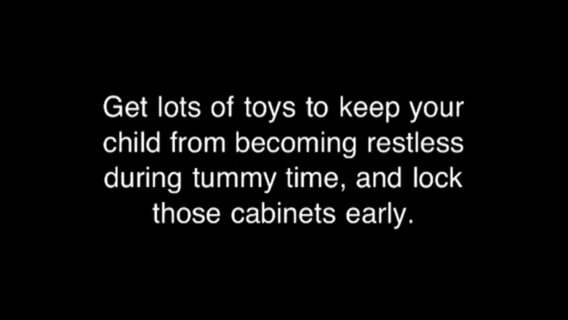 Get lots of toys to keep your
child from becoming restless
during tummy time, and lock
those cabinets early.